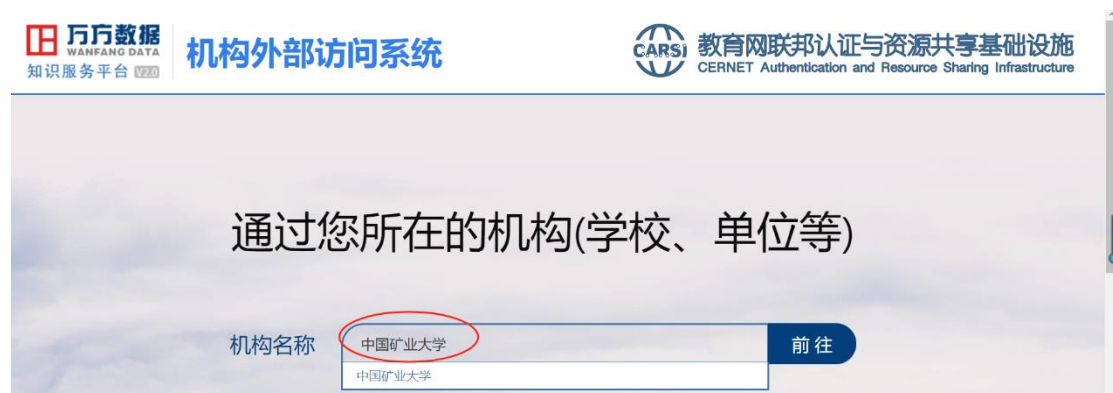 万方数据
WANFANG DATA
知识服务平台 V2.0
机构外部访问系统
CARSI
教育网联邦认证与资源共享基础设施
CERNET Authentication and Resource Sharing Infrastructure
通过您所在的机构(学校、单位等)
机构名称
中国矿业大学
前往
中国矿业大学